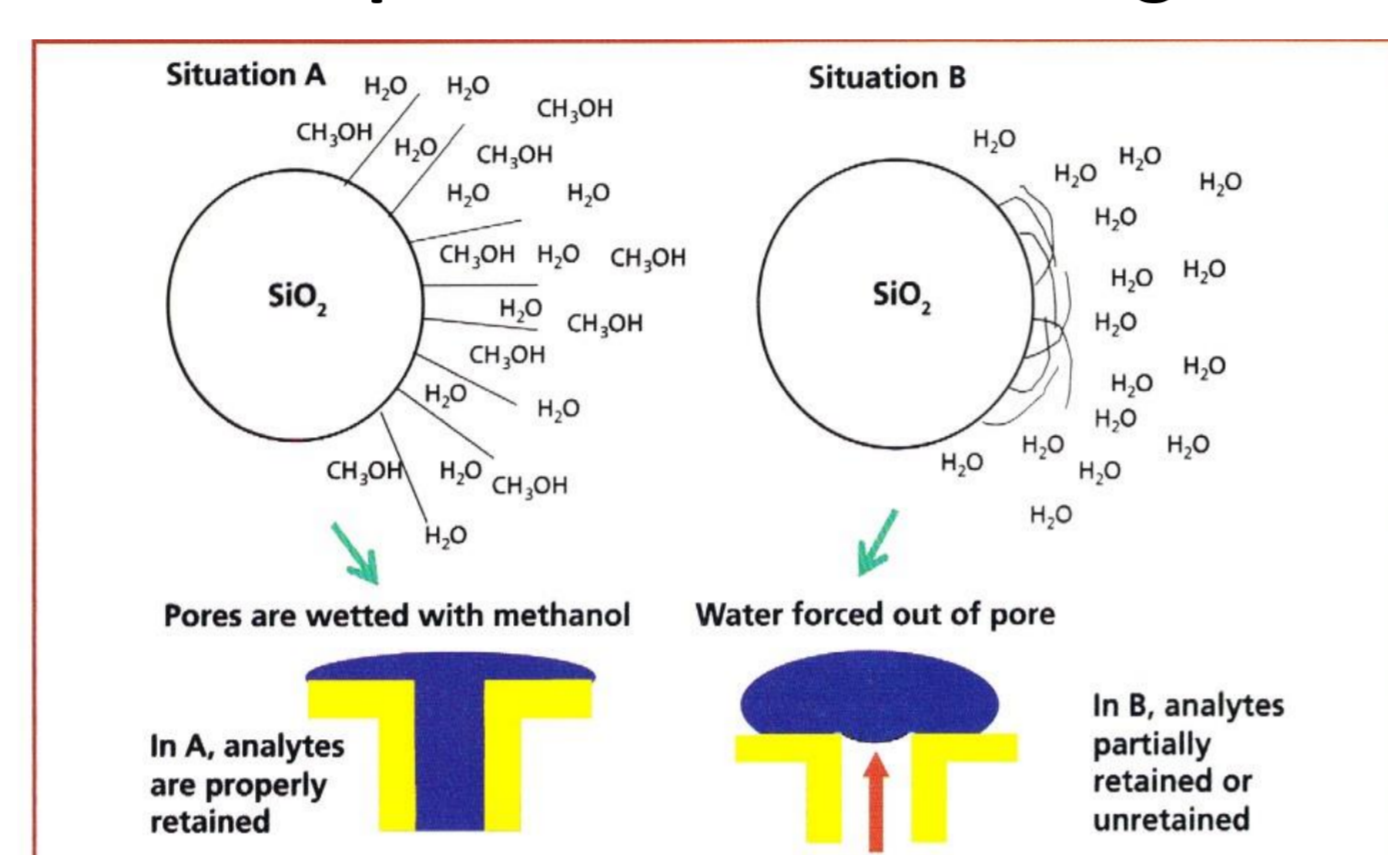 Situation A
H₂O H₂O
CH₃OH
CH₃OH
H₂O CH₃OH
H₂O H₂O
SiO₂
CH₃OH H₂O CH₃OH
H₂O CH₃OH
CH₃OH
H₂O H₂O
CH₃OH H₂O CH₃OH
H₂O
Pores are wetted with methanol
In A, analytes
are properly
retained
Situation B
H₂O
H₂O H₂O H₂O
H₂O
SiO₂
H₂O H₂O
H₂O
H₂O H₂O
H₂O
H₂O H₂O H₂O H₂O
H₂O
Water forced out of pore
In B, analytes
partially
retained or
unretained